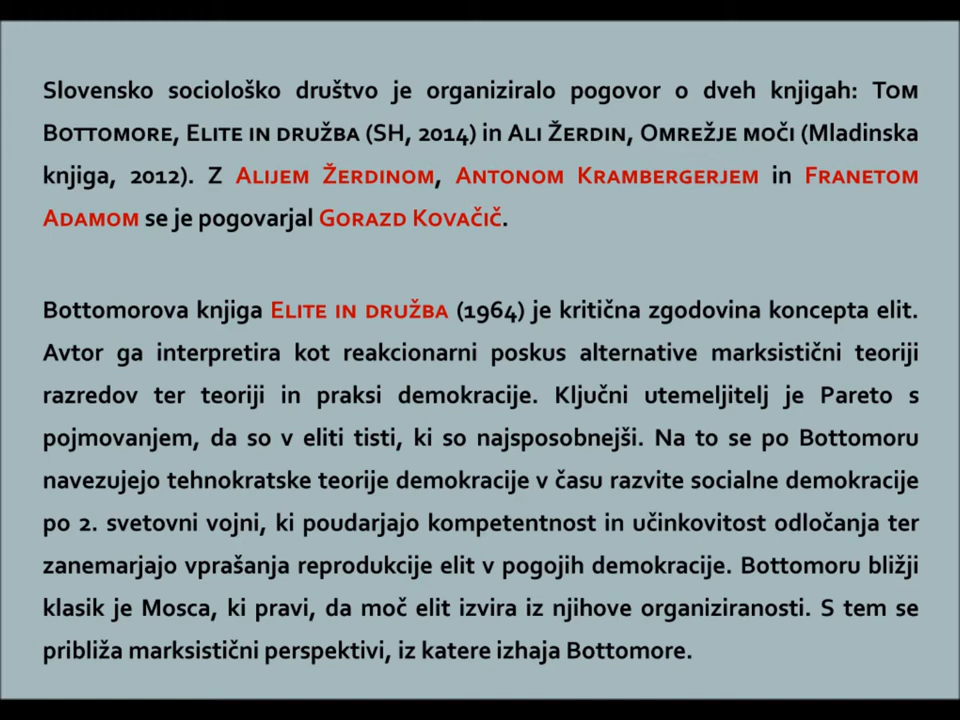 Slovensko sociološko društvo je organiziralo pogovor o dveh knjigah: Tom
Bottomore, Elite in družba (SH, 2014) in Ali Žerdin, Omrežje moči (Mladinska
knjiga, 2012). Z Alijem Žerdinom, Antonom Krambergerjem in Franetom
Adamom se je pogovarjal Gorazd Kovačič.
Bottomorova knjiga Elite in družba (1964) je kritična zgodovina koncepta elit.
Avtor ga interpretira kot reakcionarni poskus alternative marksistični teoriji
razredov ter teoriji in praksi demokracije. Ključni utemeljitelj je Pareto s
pojmovanjem, da so v eliti tisti, ki so najsposobnejši. Na to se po Bottomoru
navezujejo tehnokratske teorije demokracije v času razvite socialne demokracije
po 2. svetovni vojni, ki poudarjajo kompetentnost in učinkovitost odločanja ter
zanemarjajo vprašanja reprodukcije elit v pogojih demokracije. Bottomoru bližji
klasik je Mosca, ki pravi, da moč elit izvira iz njihove organiziranosti. S tem se
približa marksistični perspektivi, iz katere izhaja Bottomore.